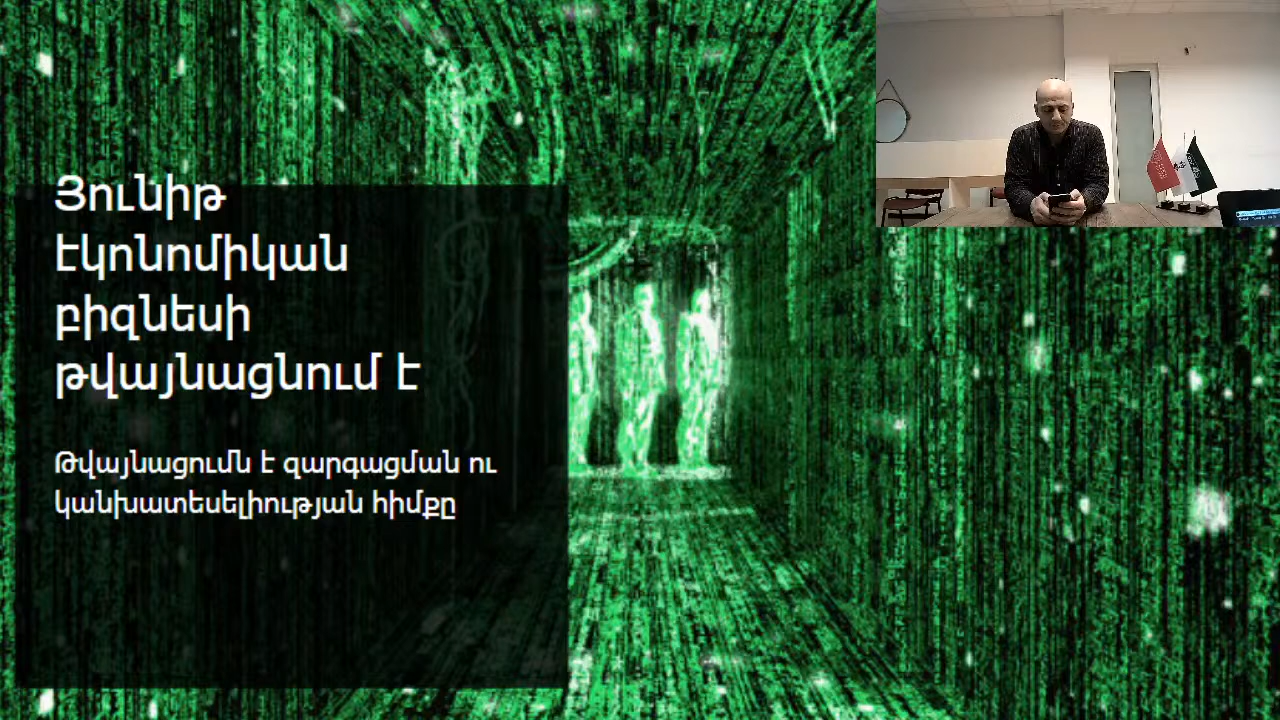 Յունիթ
էկոնոմիկան
բիզնեսի
թվայնացնում է
Թվայնացումն է զարգացման ու
կանխատեսելիության հիմքը